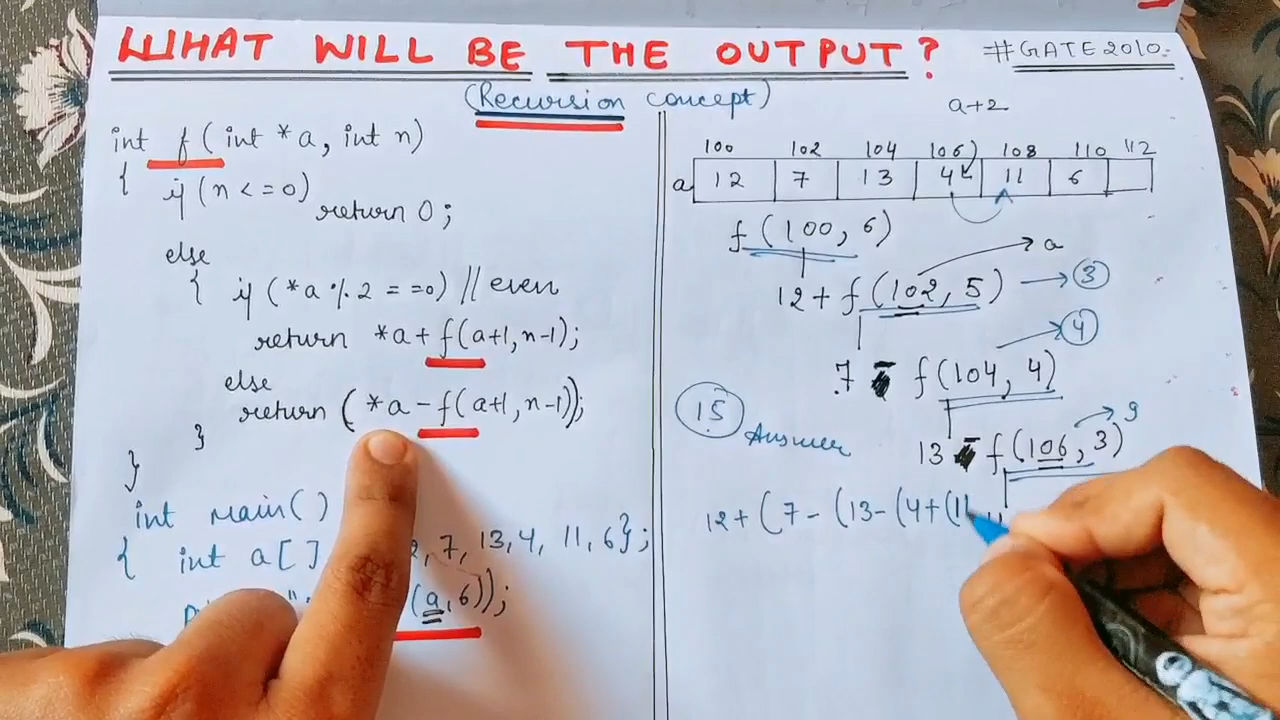 WHAT WILL BE THE OUTPUT?
#GATE2010.
(Recursion concept)
int f(int *a, int n)
{ if (n <= 0)
return 0;
else
{ if (*a % 2 == 0) // even
return *a + f(a+1, n-1);
else
return (*a - f(a+1, n-1));
}
}
int main()
{ int a[] 2, 7, 13, 4, 11, 6};
(a, 6));
a+2
100 102 104 106 108 110 112
a 12 7 13 4 11 6
f(100, 6)
12 + f(102, 5) → 3
a
4
7 - f(104, 4)
15 Answer
13 - f(106, 3)
12 + (7 - (13 - (4 + (11